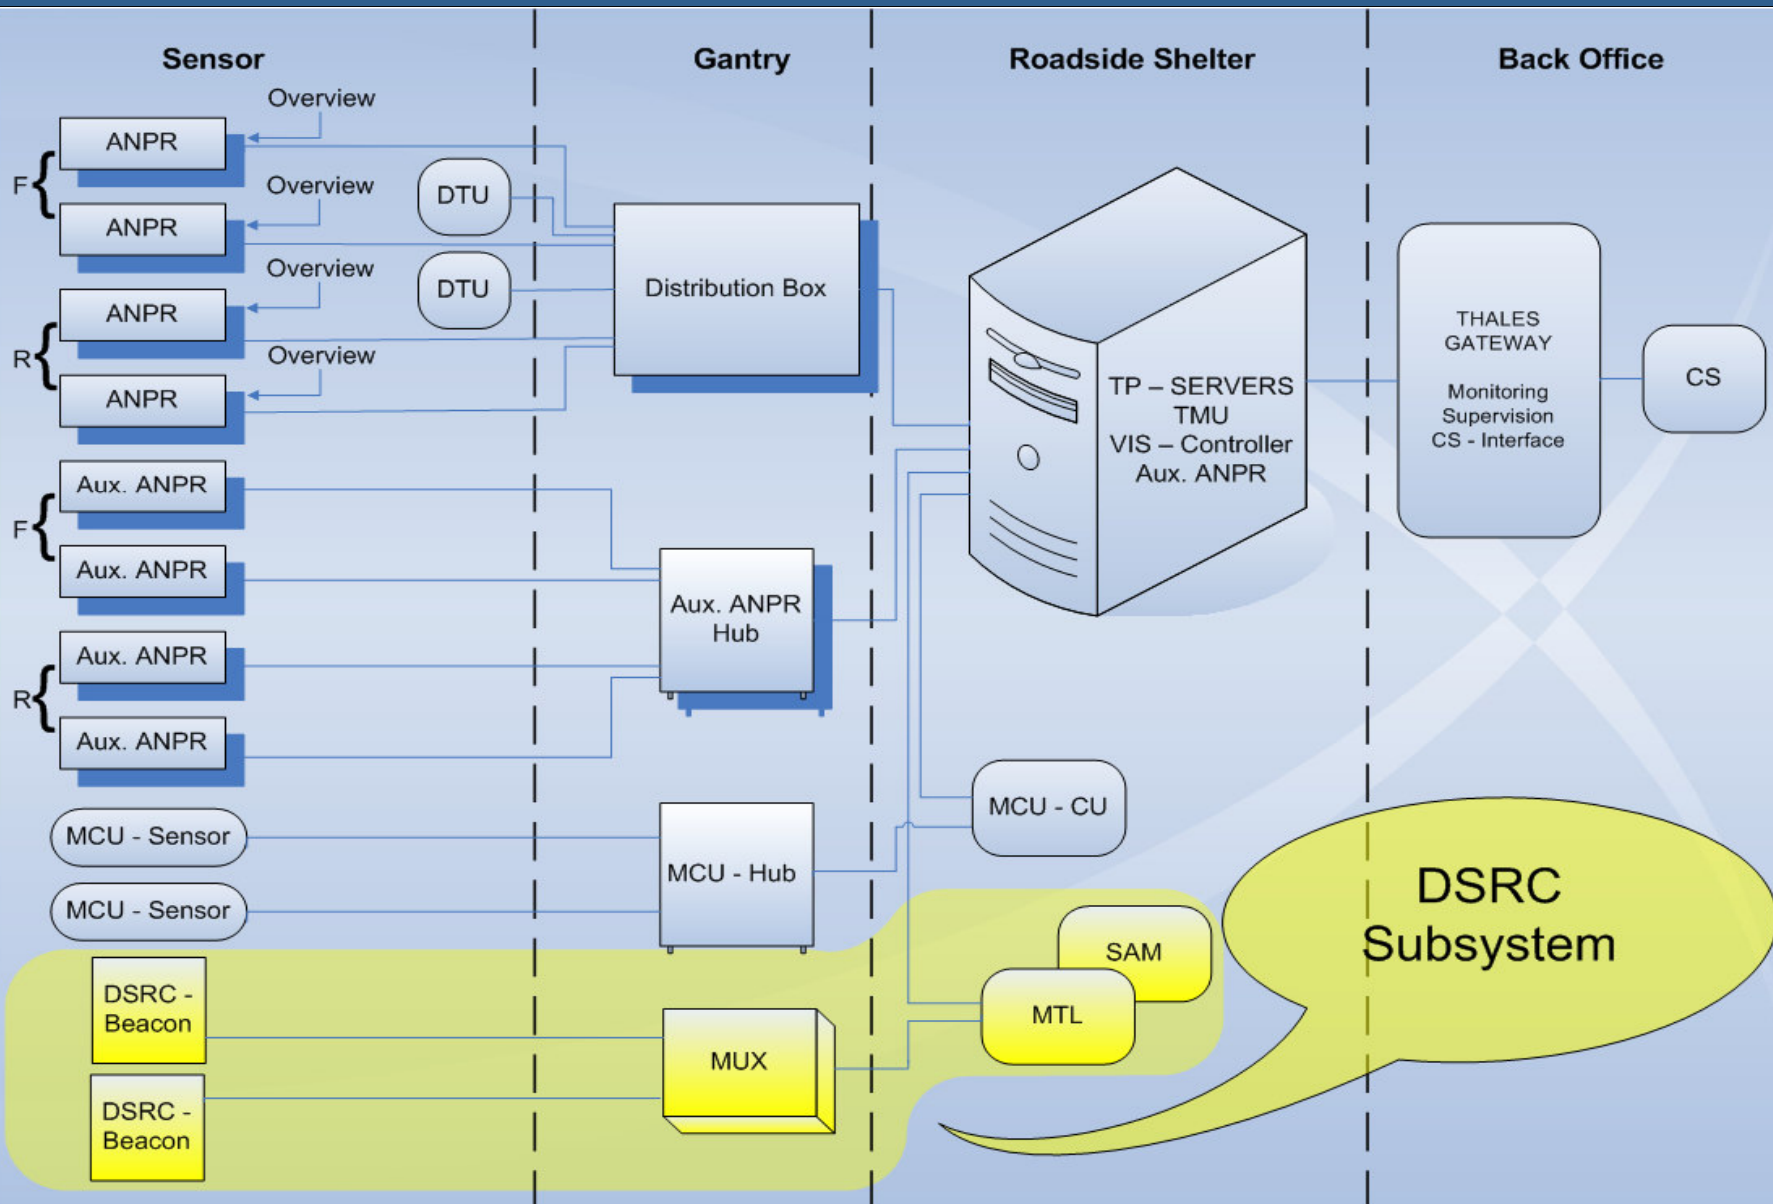 Sensor
Gantry
Roadside Shelter
Back Office
Overview
ANPR
F
Overview
ANPR
DTU
Overview
ANPR
DTU
R
Overview
ANPR
Distribution Box
TP – SERVERS
TMU
VIS – Controller
Aux. ANPR
THALES
GATEWAY
Monitoring
Supervision
CS - Interface
CS
Aux. ANPR
F
Aux. ANPR
Aux. ANPR
R
Aux. ANPR
Aux. ANPR
Hub
MCU - Sensor
MCU - Sensor
MCU - Hub
MCU - CU
DSRC -
Beacon
DSRC -
Beacon
MUX
SAM
MTL
DSRC
Subsystem